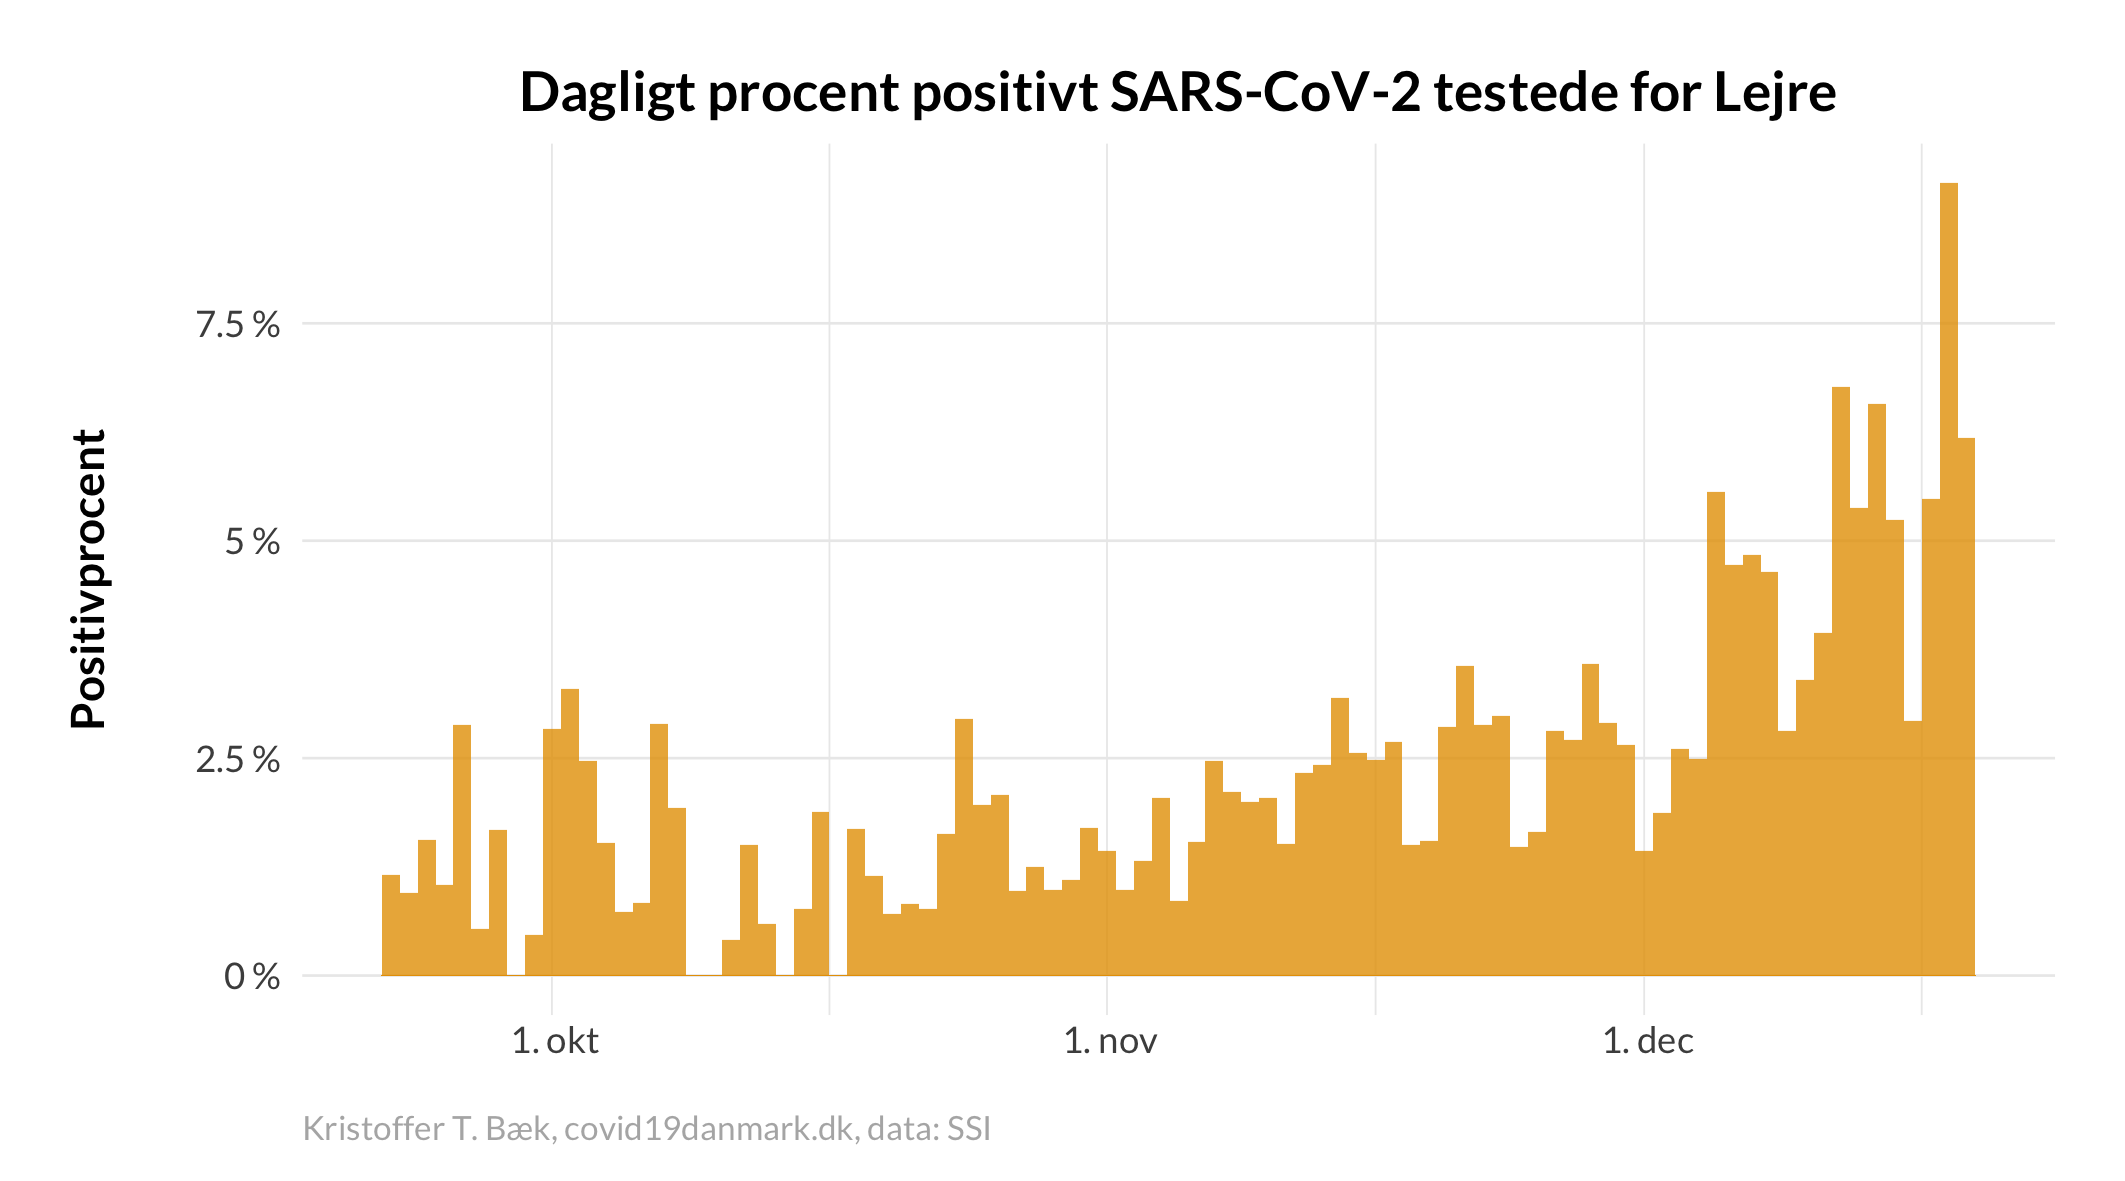 Dagligt procent positivt SARS-CoV-2 testede for Lejre
Positivprocent
7.5 %
5 %
2.5 %
0 %
1. okt
1. nov
1. dec
Kristoffer T. Bæk, covid19danmark.dk, data: SSI